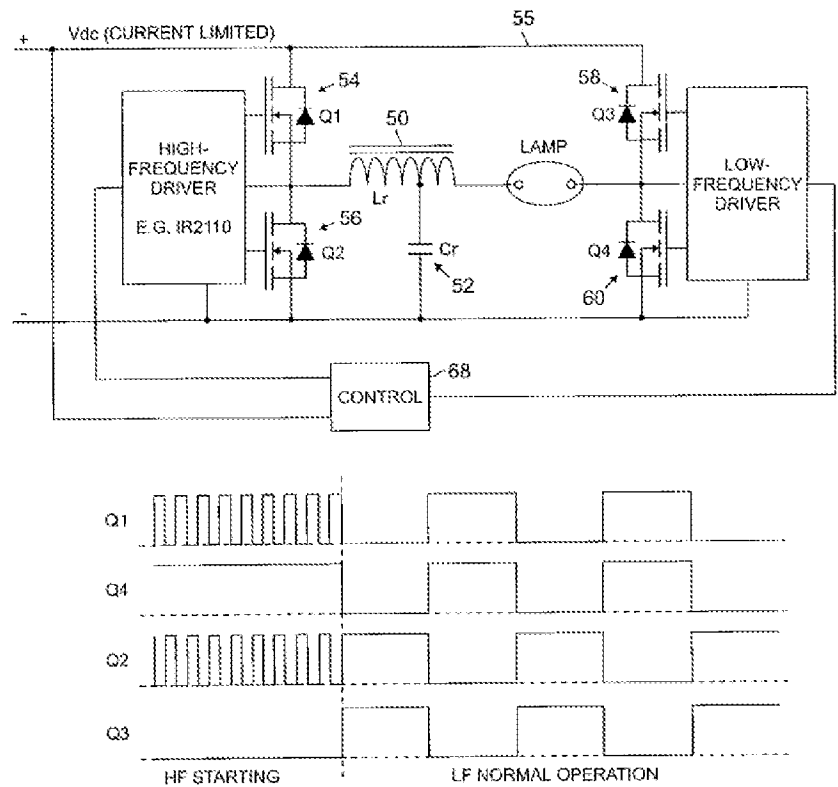 + Vdc (CURRENT LIMITED)
55
54
Q1
HIGH-
FREQUENCY
DRIVER
E.G. IR2110
50
Lr
LAMP
58
Q3
LOW-
FREQUENCY
DRIVER
56
Q2
Cr
52
Q4
60
-
68
CONTROL
Q1
Q4
Q2
Q3
HF STARTING
LF NORMAL OPERATION